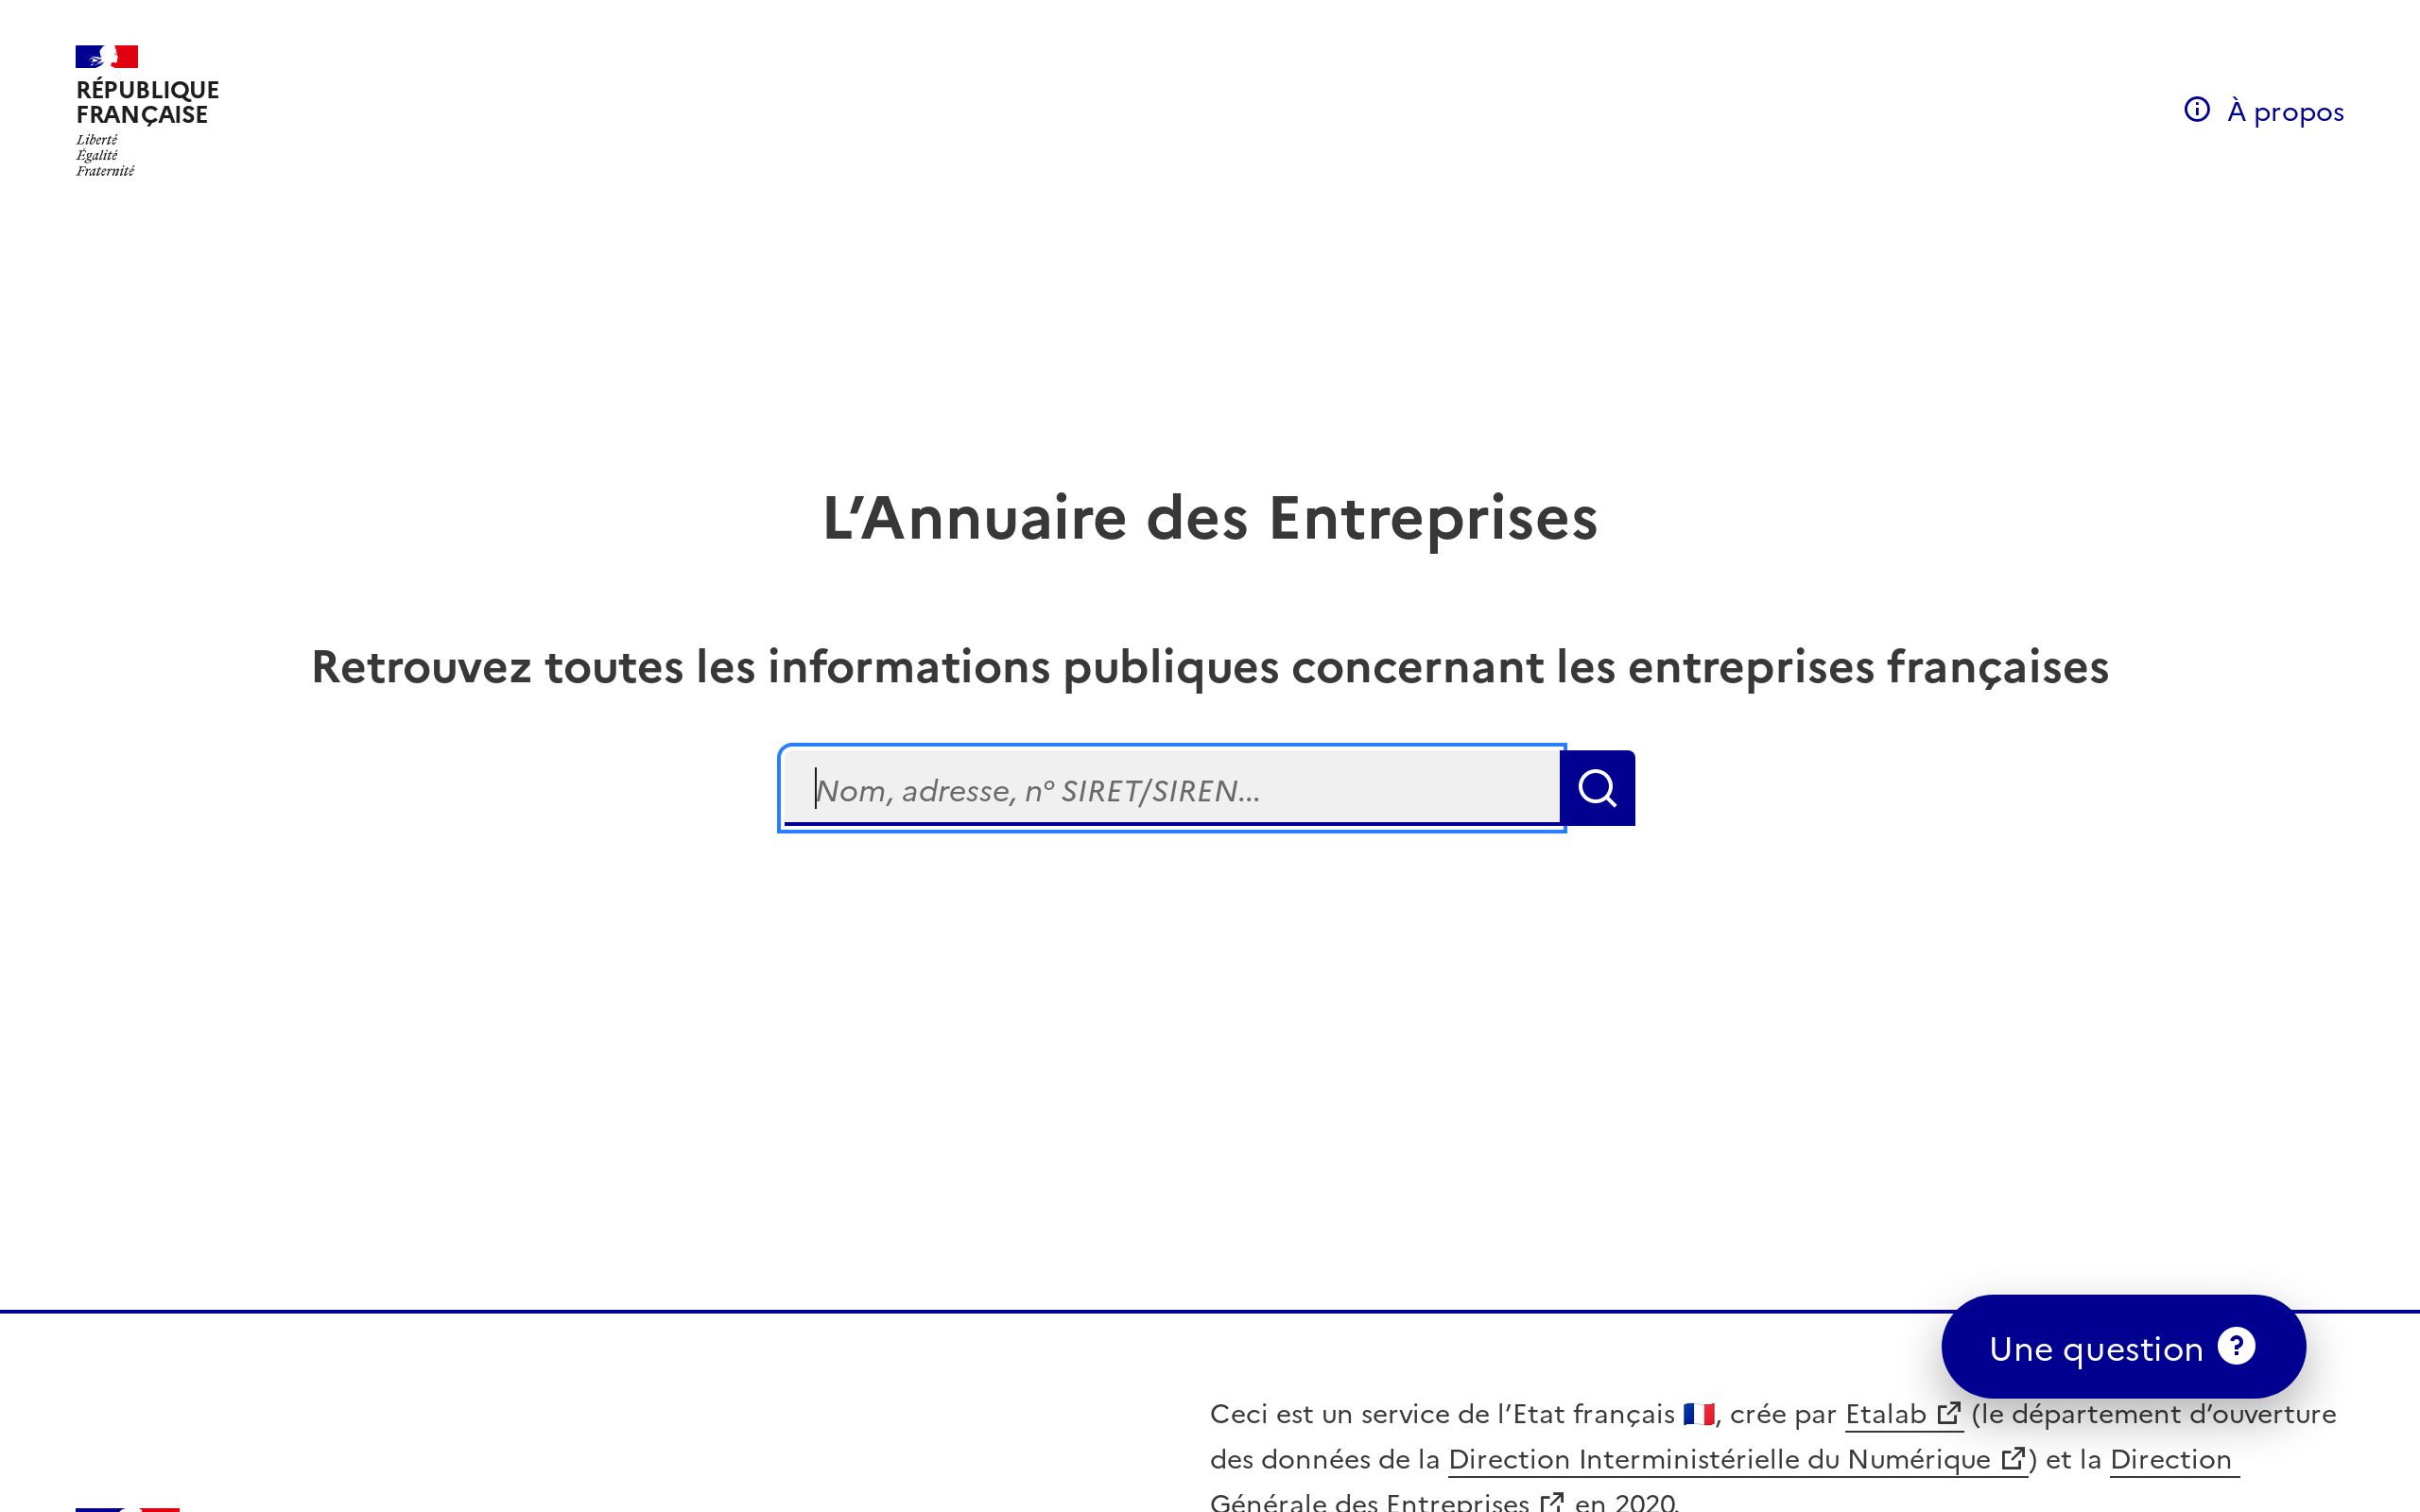 RÉPUBLIQUE
FRANÇAISE
Liberté
Égalité
Fraternité
À propos
L’Annuaire des Entreprises
Retrouvez toutes les informations publiques concernant les entreprises françaises
Nom, adresse, n° SIRET/SIREN...
Une question ?
Ceci est un service de l’Etat français 🇫🇷, crée par Etalab (le département d’ouverture
des données de la Direction Interministérielle du Numérique ) et la Direction
Générale des Entreprises en 2020.